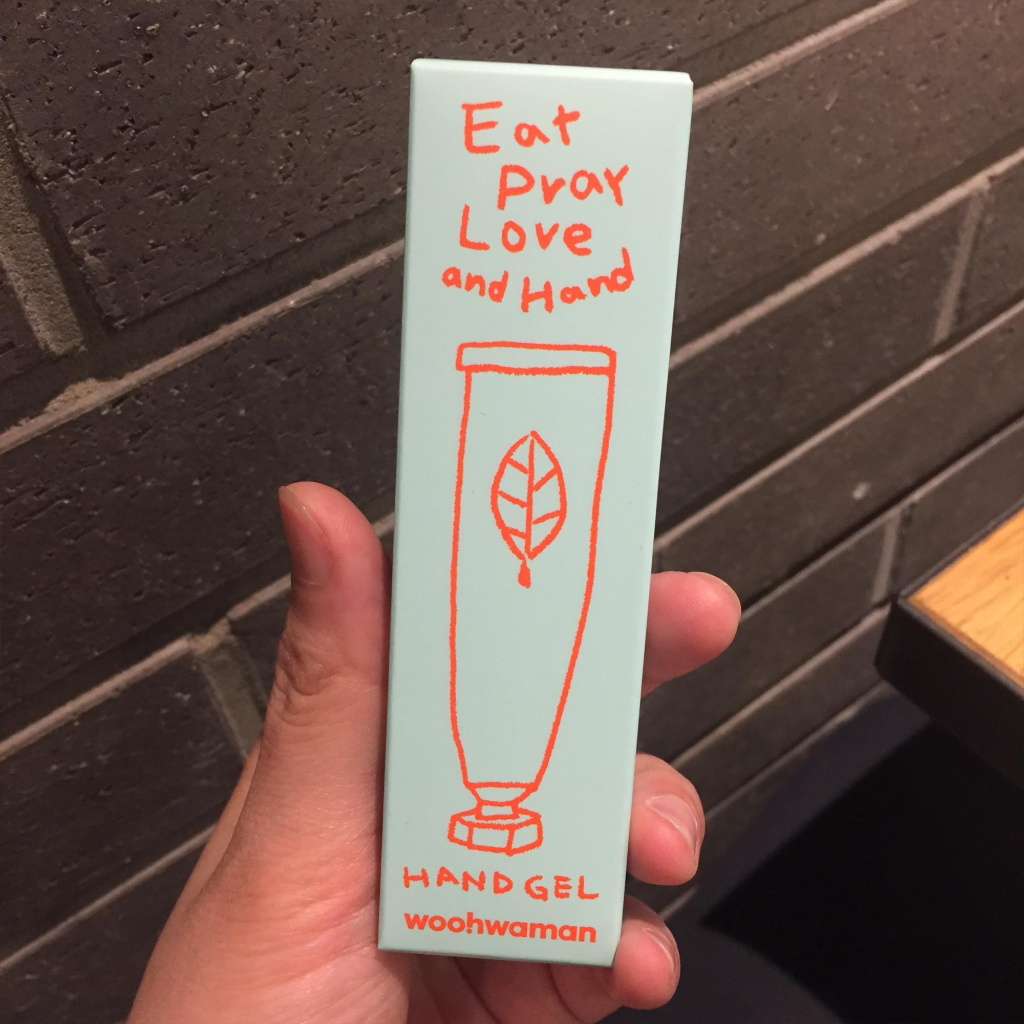 Eat
Pray
Love
and Hand
HAND GEL
woohwaman